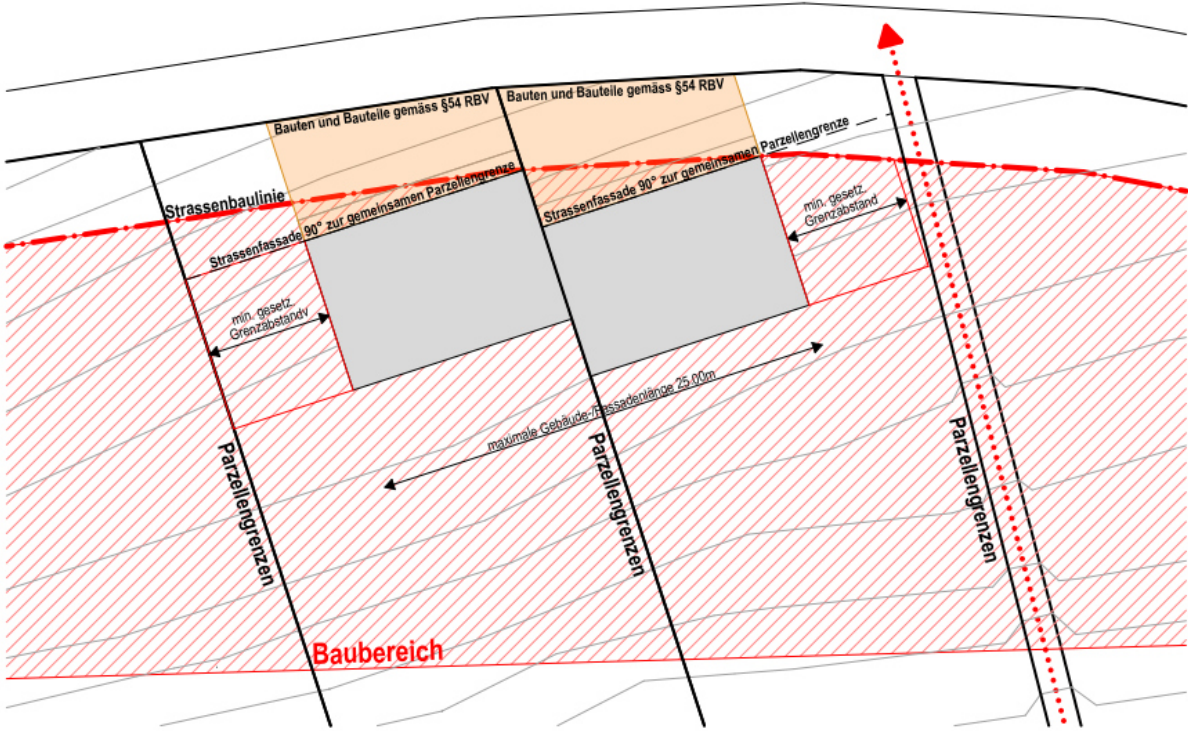 Bauten und Bauteile gemäss §54 RBV
Bauten und Bauteile gemäss §54 RBV
Strassenbaulinie
Strassenfassade 90° zur gemeinsamen Parzellengrenze
Strassenfassade 90° zur gemeinsamen Parzellengrenze
min. gesetz.
Grenzabstand
min. gesetz.
Grenzabstandv
maximale Gebäude-/Fassadenlänge 25.00m
Parzellengrenzen
Parzellengrenzen
Parzellengrenzen
Baubereich